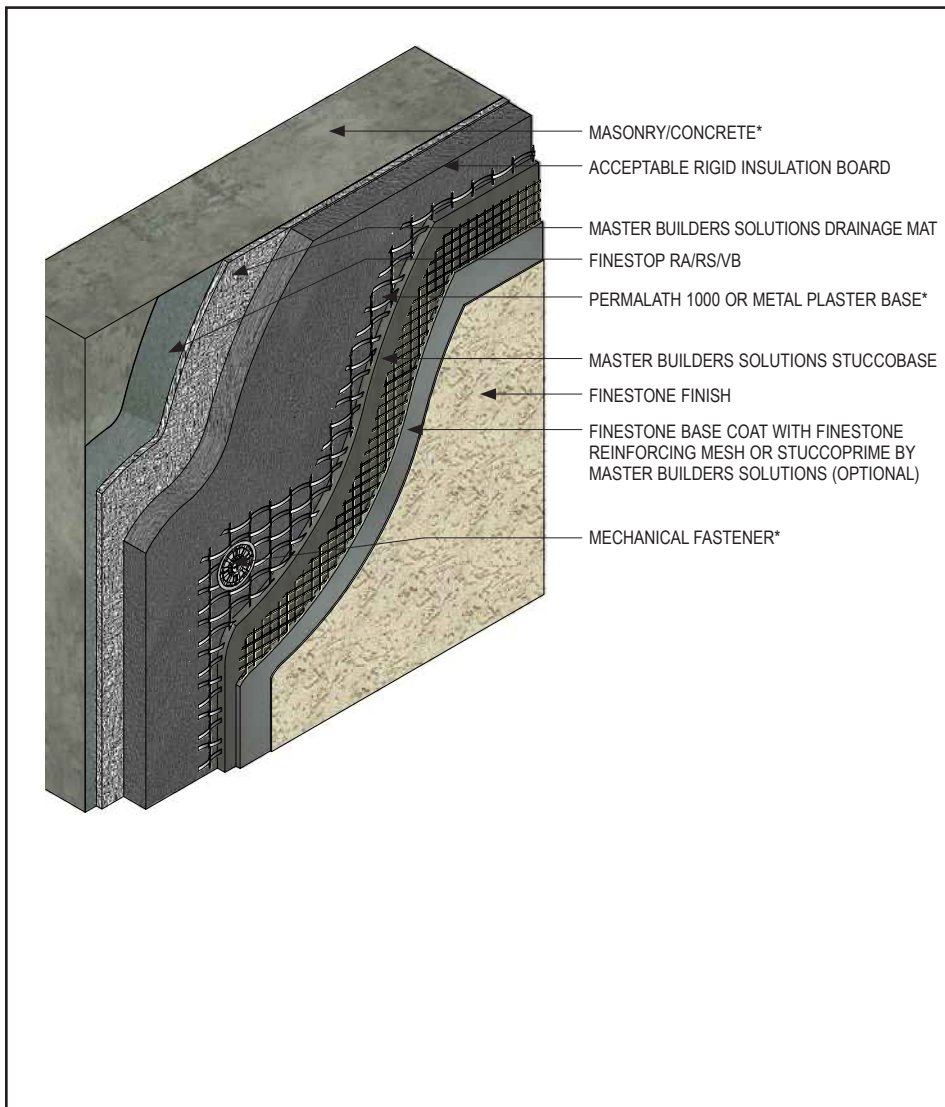 MASONRY/CONCRETE*
ACCEPTABLE RIGID INSULATION BOARD
MASTER BUILDERS SOLUTIONS DRAINAGE MAT
FINESTOP RA/RS/VB
PERMALATH 1000 OR METAL PLASTER BASE*
MASTER BUILDERS SOLUTIONS STUCCOBASE
FINESTONE FINISH
FINESTONE BASE COAT WITH FINESTONE
REINFORCING MESH OR STUCCOPRIME BY
MASTER BUILDERS SOLUTIONS (OPTIONAL)
MECHANICAL FASTENER*